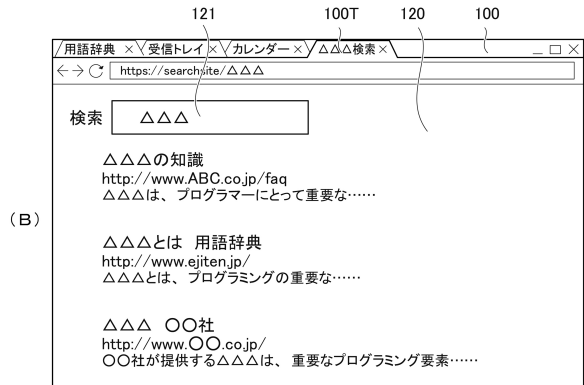 121 100T 120 100
用語辞典 × 受信トレイ × カレンダー × △△△検索 ×
https://searchsite/△△△
検索 △△△
△△△の知識
http://www.ABC.co.jp/faq
△△△は、プログラマーにとって重要な……
(B)
△△△とは 用語辞典
http://www.ejiten.jp/
△△△とは、プログラミングの重要な……
△△△ ○○社
http://www.○○.co.jp/
○○社が提供する△△△は、重要なプログラミング要素……